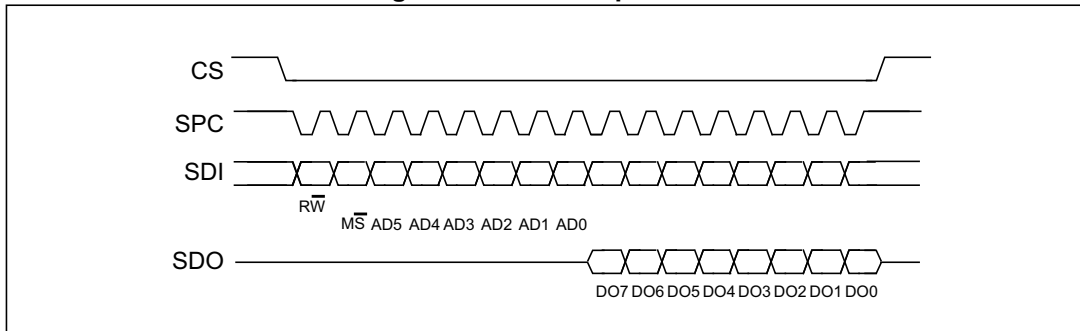 CS
SPC
SDI
RW̅
MS̅ AD5 AD4 AD3 AD2 AD1 AD0
SDO
DO7 DO6 DO5 DO4 DO3 DO2 DO1 DO0